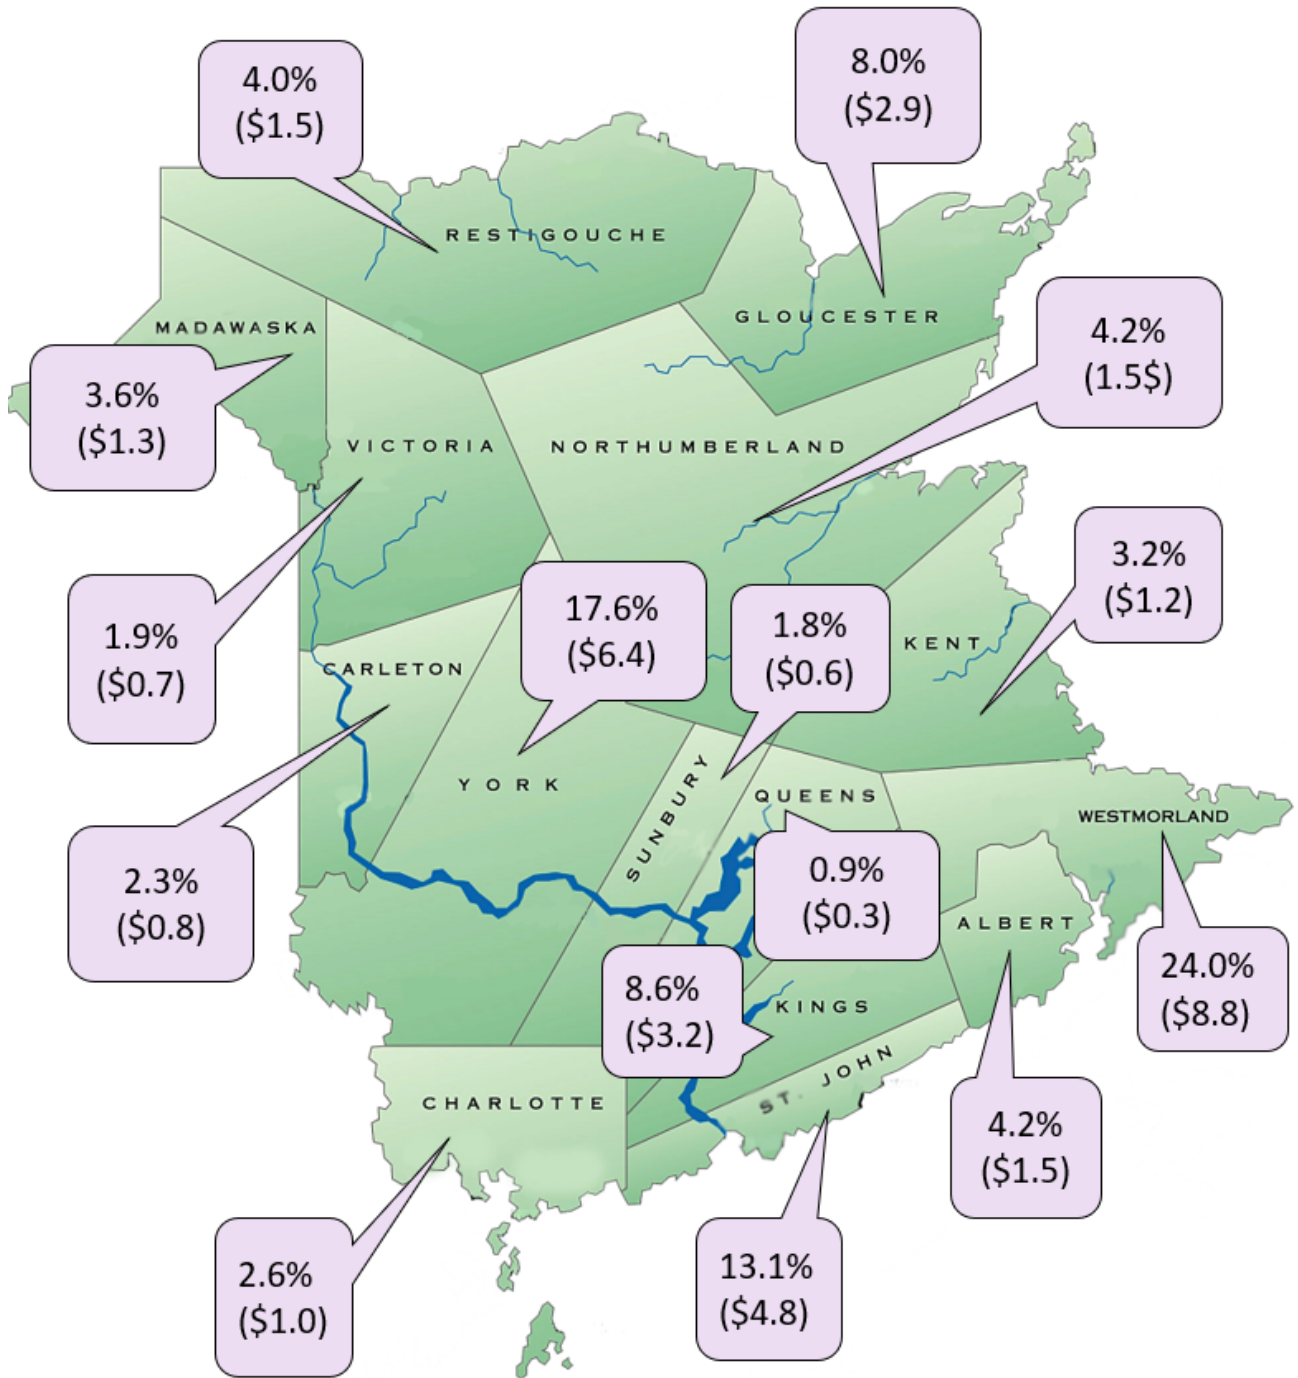 4.0%
($1.5)
8.0%
($2.9)
RESTIGOUCHE
GLOUCESTER
MADAWASKA
4.2%
(1.5$)
3.6%
($1.3)
VICTORIA
NORTHUMBERLAND
3.2%
($1.2)
1.9%
($0.7)
17.6%
($6.4)
1.8%
($0.6)
KENT
CARLETON
YORK
SUNBURY
QUEENS
WESTMORLAND
2.3%
($0.8)
0.9%
($0.3)
ALBERT
24.0%
($8.8)
8.6%
($3.2)
KINGS
ST. JOHN
CHARLOTTE
4.2%
($1.5)
2.6%
($1.0)
13.1%
($4.8)